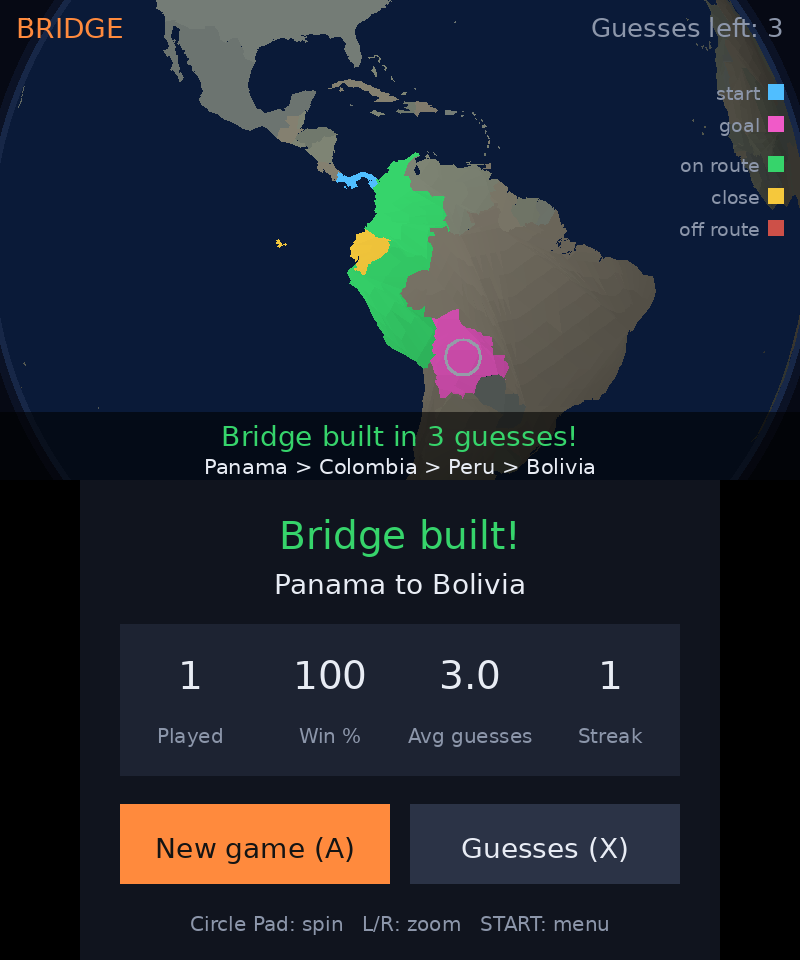 BRIDGE
Guesses left: 3
start
goal
on route
close
off route
Bridge built in 3 guesses!
Panama > Colombia > Peru > Bolivia
Bridge built!
Panama to Bolivia
1 100 3.0 1
Played Win % Avg guesses Streak
New game (A) Guesses (X)
Circle Pad: spin L/R: zoom START: menu